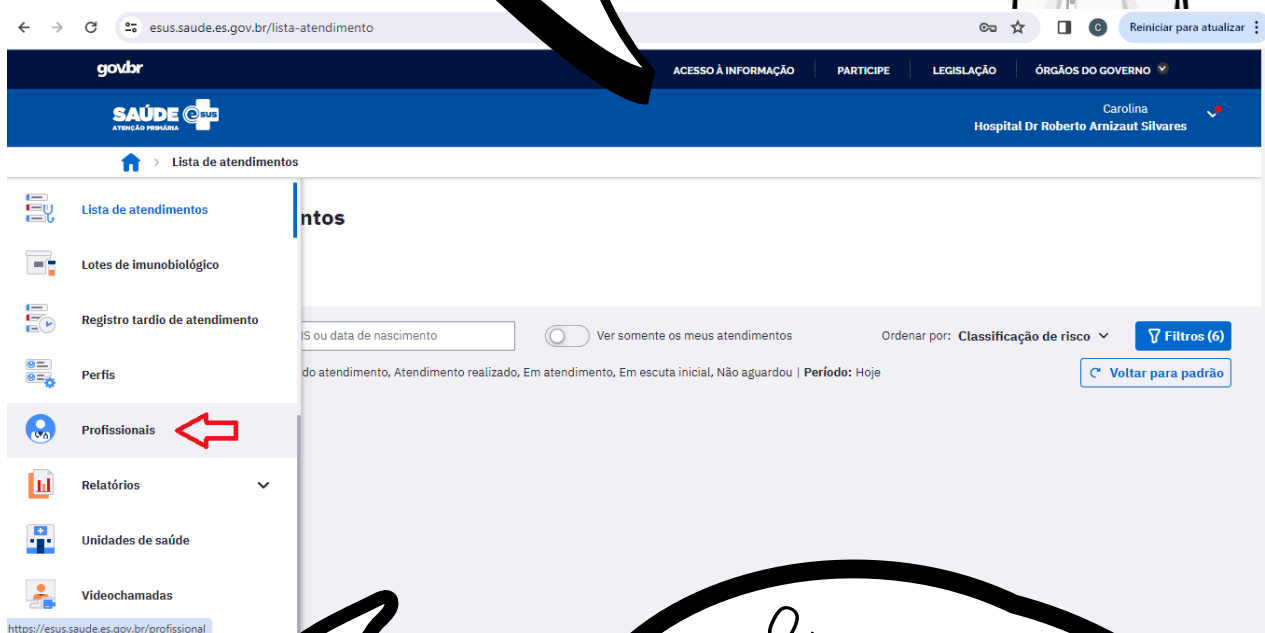 esus.saude.es.gov.br/lista-atendimento
C
Reiniciar para atualizar
govbr
ACESSO À INFORMAÇÃO
PARTICIPE
LEGISLAÇÃO
ÓRGÃOS DO GOVERNO
SAÚDE esus
ATENÇÃO PRIMÁRIA
Carolina
Hospital Dr Roberto Arnizaut Silvares
Lista de atendimentos
Lista de atendimentos
ntos
Lotes de imunobiológico
Registro tardio de atendimento
S ou data de nascimento
Ver somente os meus atendimentos
Ordenar por: Classificação de risco
Filtros (6)
Perfis
do atendimento, Atendimento realizado, Em atendimento, Em escuta inicial, Não aguardou | Período: Hoje
Voltar para padrão
Profissionais
Relatórios
Unidades de saúde
Videochamadas
https://esus.saude.es.gov.br/profissional